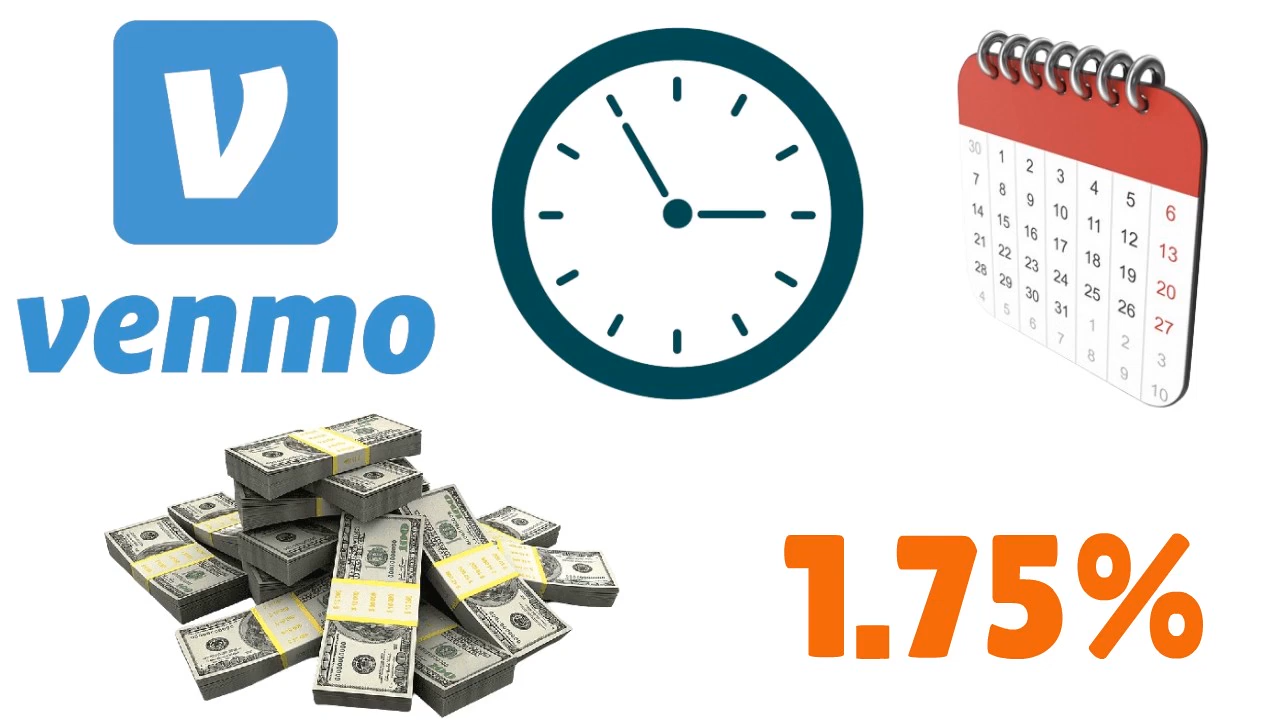 v
venmo
30 1 2 3 4 5 6
7 8 9 10 11 12 13
14 15 16 17 18 19 20
21 22 23 24 25 26 27
28 29 30 31 1 2 3
4 5 6 7 8 9 10
100
1.75%